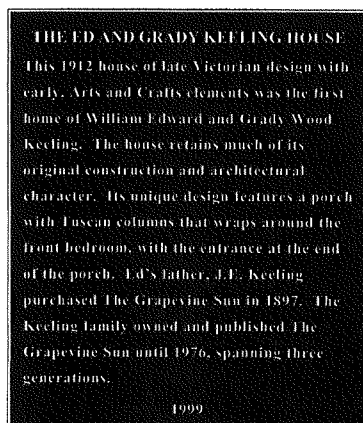 THE ED AND GRADY KEELING HOUSE
This 1912 house of late Victorian design with
early, Arts and Crafts elements was the first
home of William Edward and Grady Wood
Keeling. The house retains much of its
original construction and architectural
character. Its unique design features a porch
with Tuscan columns that wraps around the
front bedroom, with the entrance at the end
of the porch. Ed's father, J.E. Keeling
purchased The Grapevine Sun in 1897. The
Keeling family owned and published The
Grapevine Sun until 1976, spanning three
generations.
1999